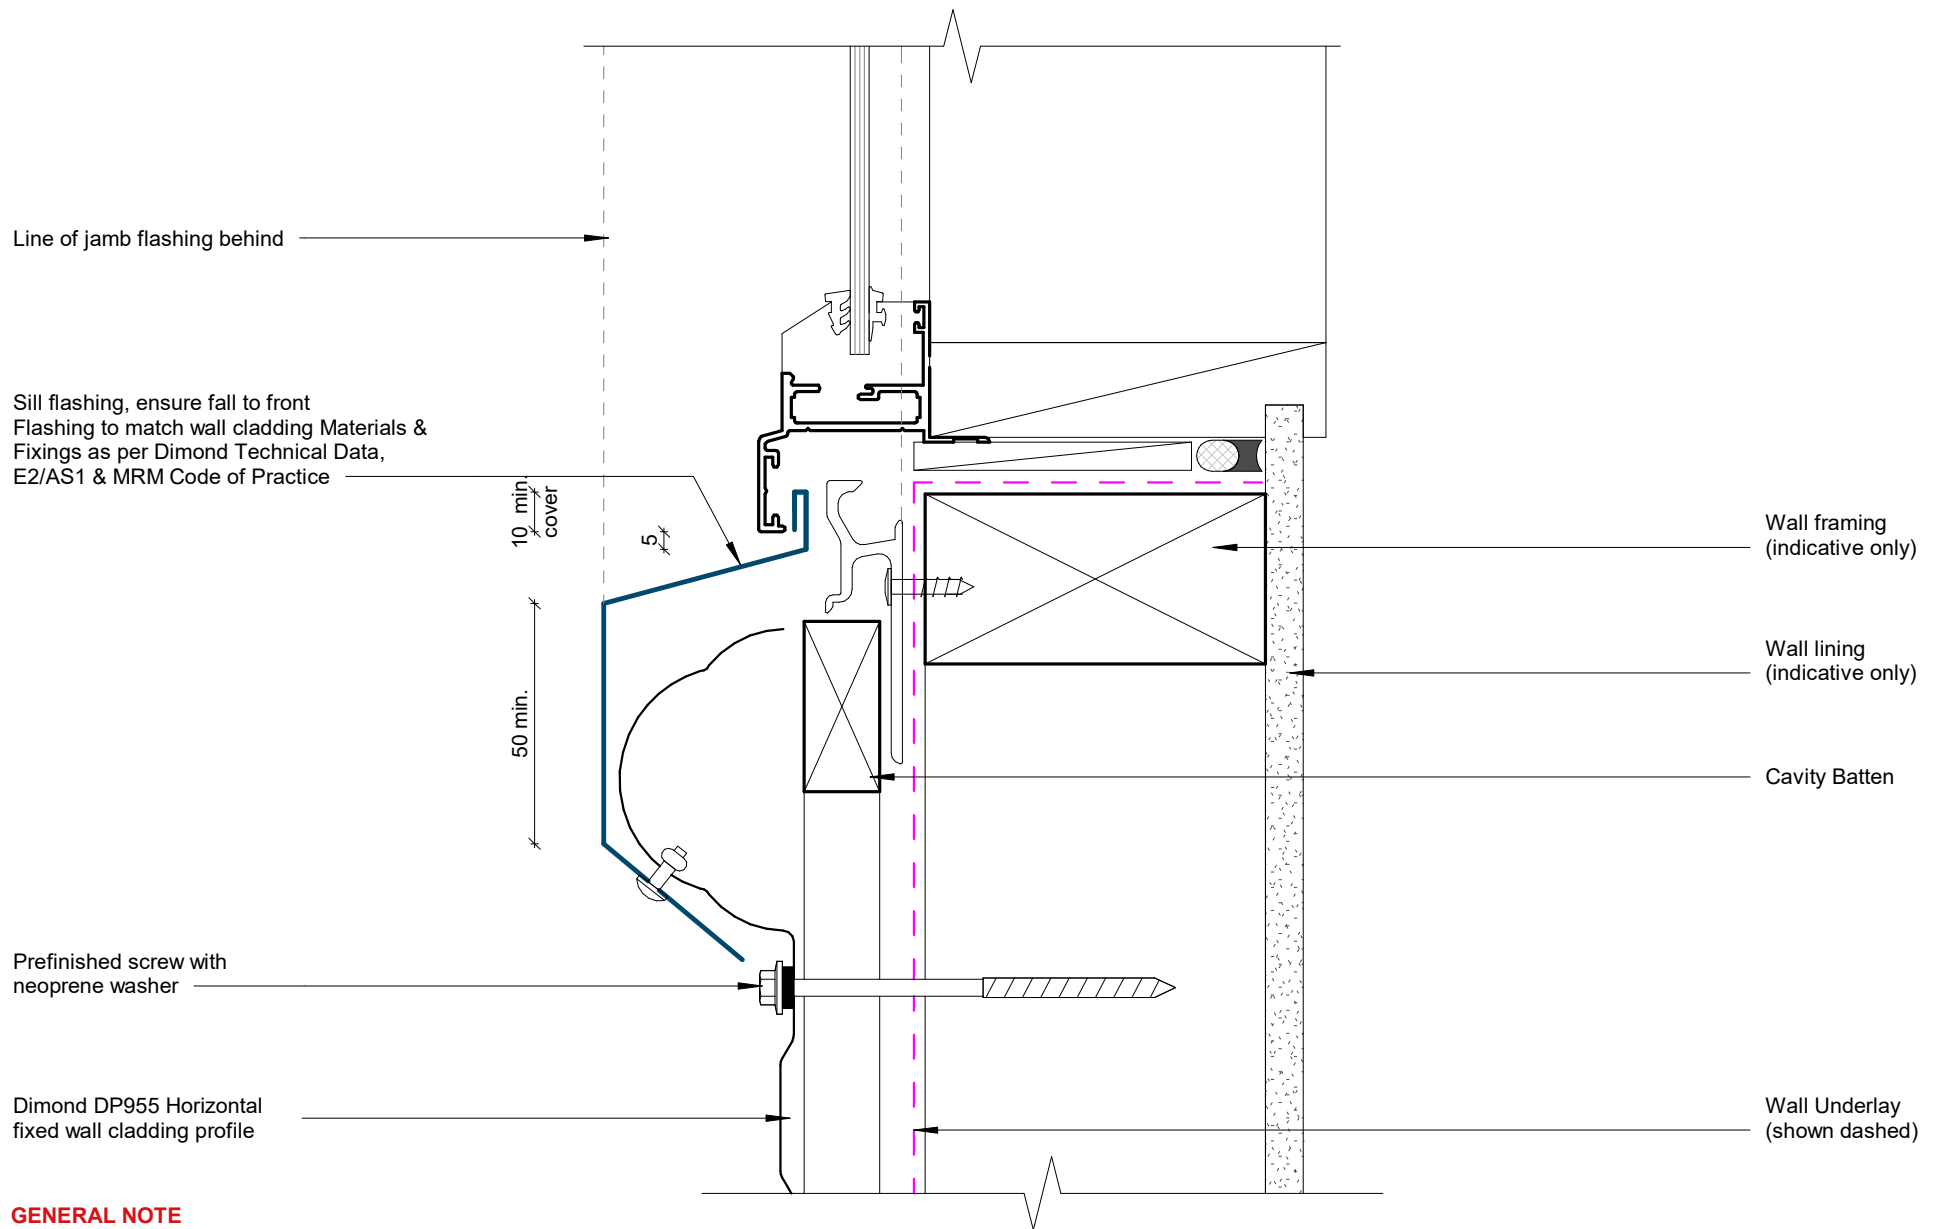 Line of jamb flashing behind
Sill flashing, ensure fall to front
Flashing to match wall cladding Materials &
Fixings as per Dimond Technical Data,
E2/AS1 & MRM Code of Practice
10 min.
cover
5
50 min.
Prefinished screw with
neoprene washer
Dimond DP955 Horizontal
fixed wall cladding profile
GENERAL NOTE
Wall framing
(indicative only)
Wall lining
(indicative only)
Cavity Batten
Wall Underlay
(shown dashed)